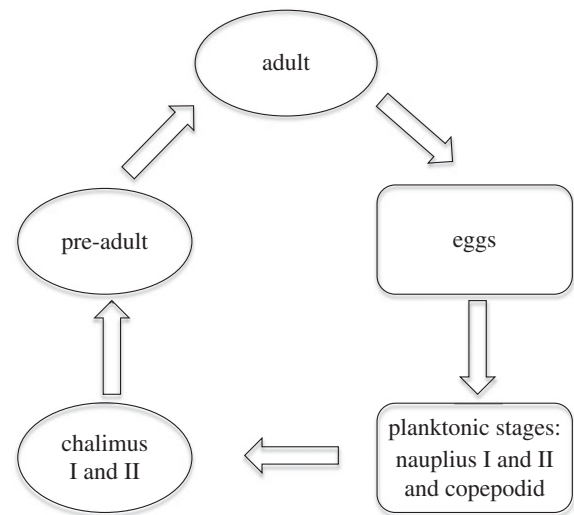 adult
eggs
planktonic stages:
nauplius I and II
and copepodid
chalimus
I and II
pre-adult